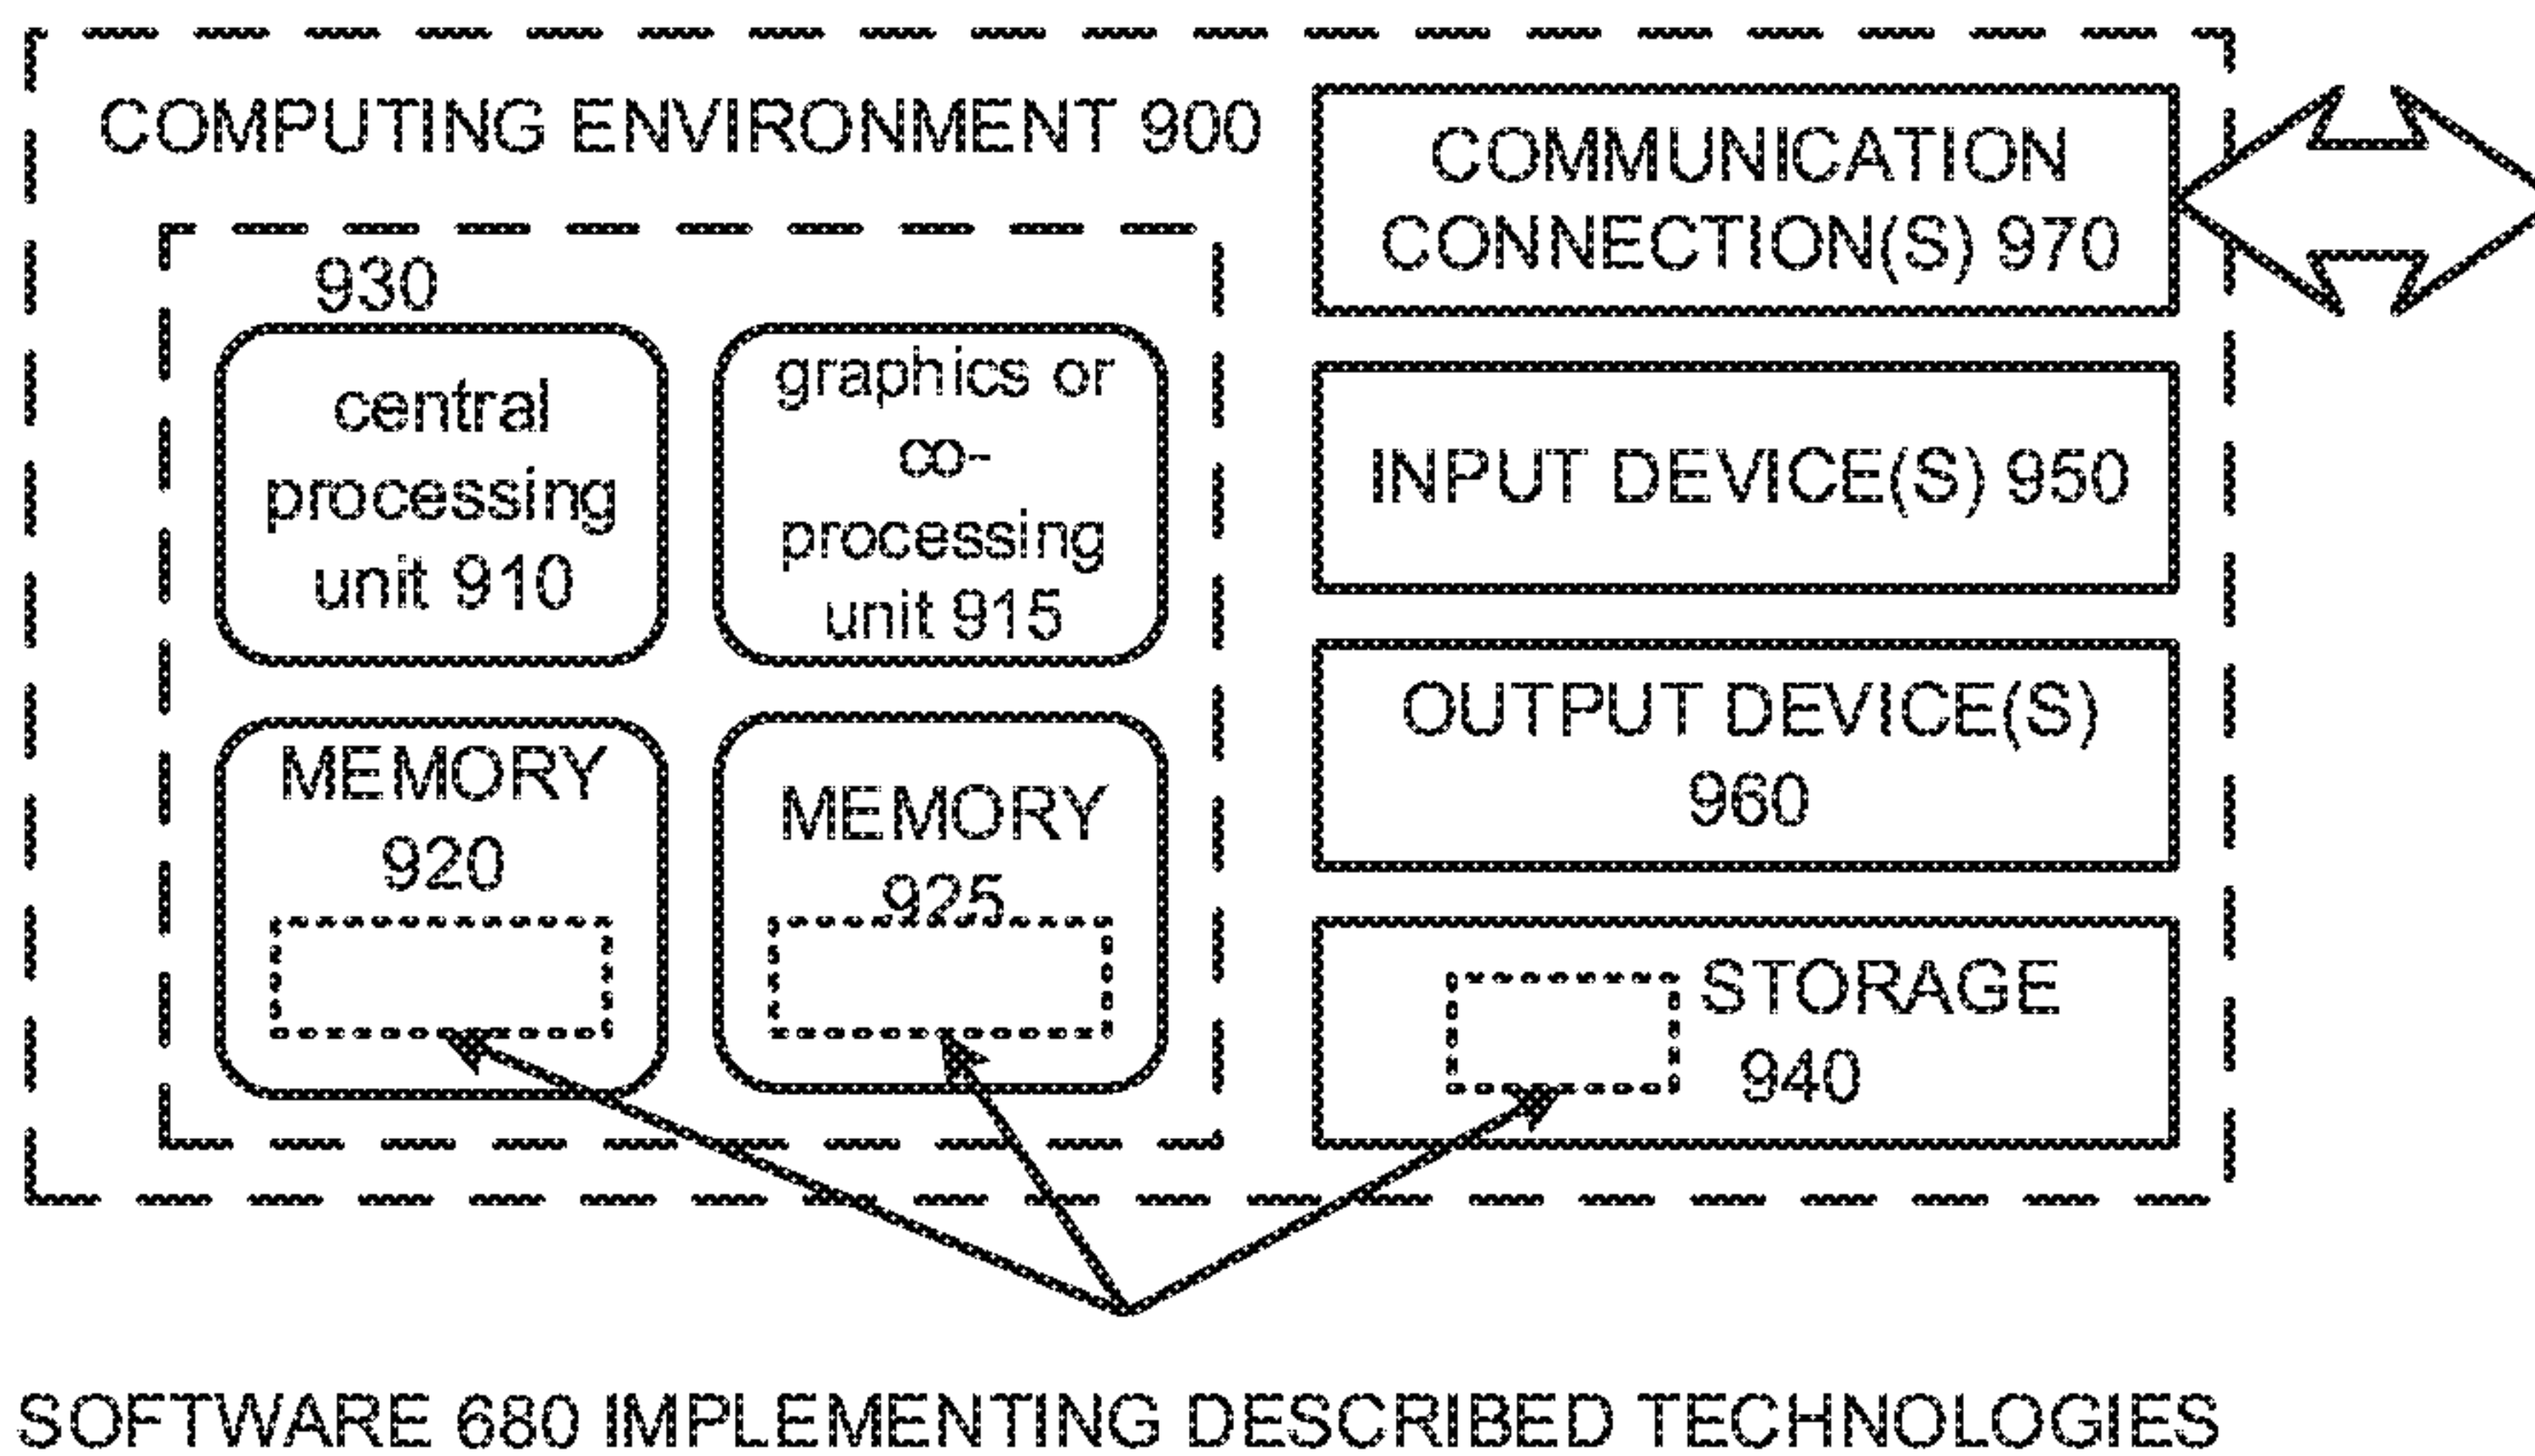 COMPUTING ENVIRONMENT 900
930
central
processing
unit 910
graphics or
co-
processing
unit 915
MEMORY
920
MEMORY
925
COMMUNICATION
CONNECTION(S) 970
INPUT DEVICE(S) 950
OUTPUT DEVICE(S)
960
STORAGE
940
SOFTWARE 680 IMPLEMENTING DESCRIBED TECHNOLOGIES